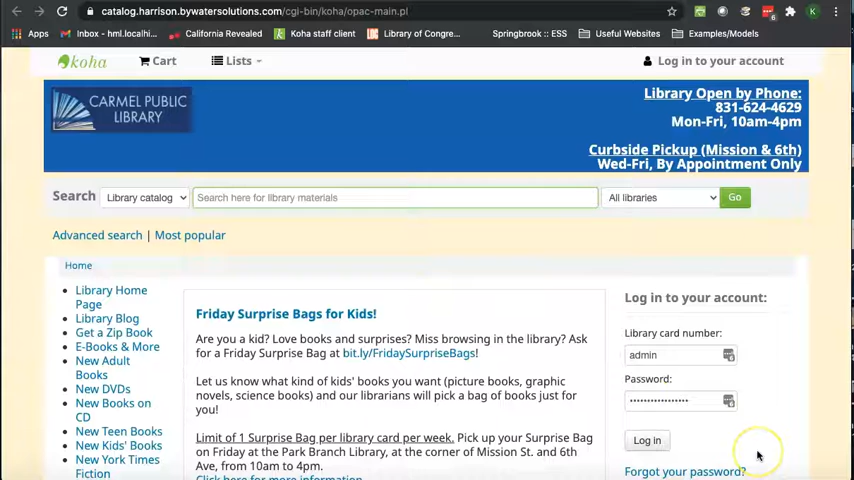 catalog.harrison.bywatersolutions.com/cgi-bin/koha/opac-main.pl
6
K
Apps
Inbox - hml.locali...
California Revealed
Koha staff client
Library of Congre...
Springbrook :: ESS
Useful Websites
Examples/Models
koha
Cart
Lists
Log in to your account
CARMEL PUBLIC
LIBRARY
Library Open by Phone:
831-624-4629
Mon-Fri, 10am-4pm
Curbside Pickup (Mission & 6th)
Wed-Fri, By Appointment Only
Search
Library catalog
Search here for library materials
All libraries
Go
Advanced search | Most popular
Home
Library Home
Page
Library Blog
Get a Zip Book
E-Books & More
New Adult
Books
New DVDs
New Books on
CD
New Teen Books
New Kids' Books
New York Times
Fiction
Friday Surprise Bags for Kids!
Are you a kid? Love books and surprises? Miss browsing in the library? Ask
for a Friday Surprise Bag at bit.ly/FridaySurpriseBags!
Let us know what kind of kids' books you want (picture books, graphic
novels, science books) and our librarians will pick a bag of books just for
you!
Limit of 1 Surprise Bag per library card per week. Pick up your Surprise Bag
on Friday at the Park Branch Library, at the corner of Mission St. and 6th
Ave, from 10am to 4pm.
Click here for more information
Log in to your account:
Library card number:
admin
Password:
Log in
Forgot your password?